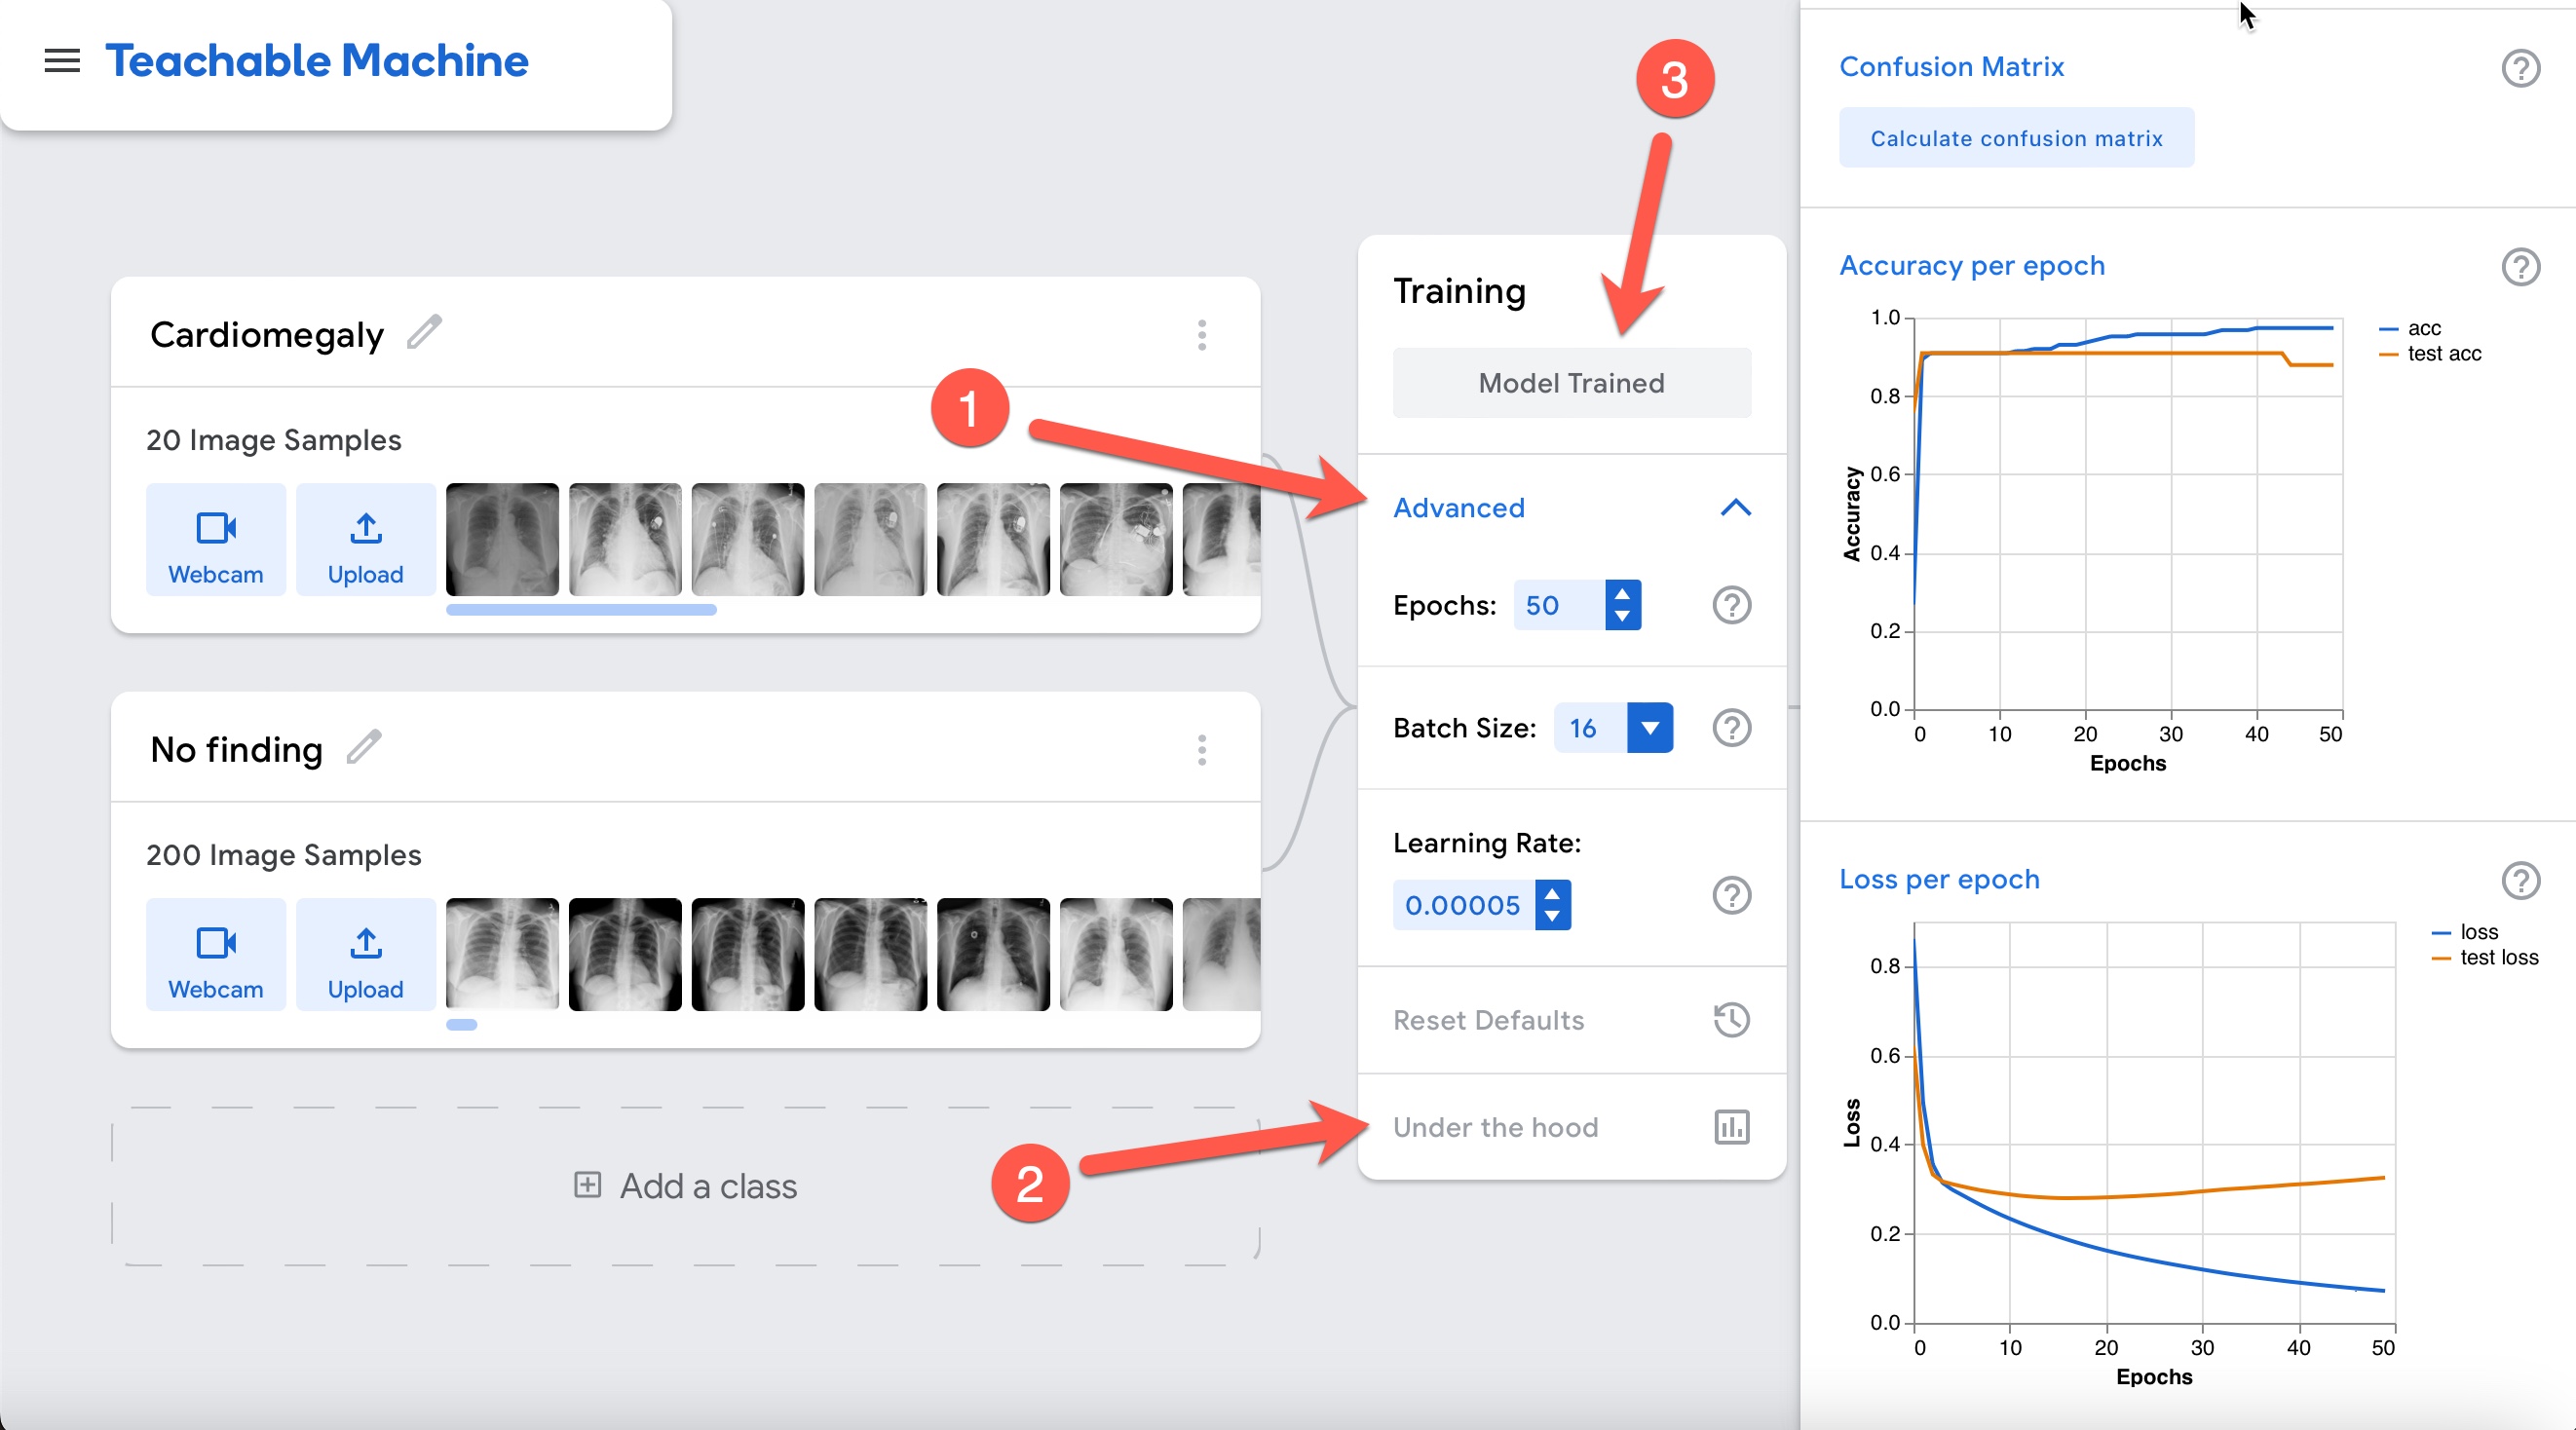 Teachable Machine
Cardiomegaly
20 Image Samples
Webcam
Upload
No finding
200 Image Samples
Webcam
Upload
Add a class
1
2
3
Training
Model Trained
Advanced
Epochs: 50
Batch Size: 16
Learning Rate:
0.00005
Reset Defaults
Under the hood
Confusion Matrix
Calculate confusion matrix
Accuracy per epoch
1.0
0.8
0.6
0.4
0.2
0.0
Accuracy
0 10 20 30 40 50
Epochs
acc
test acc
Loss per epoch
0.8
0.6
0.4
0.2
0.0
Loss
0 10 20 30 40 50
Epochs
loss
test loss